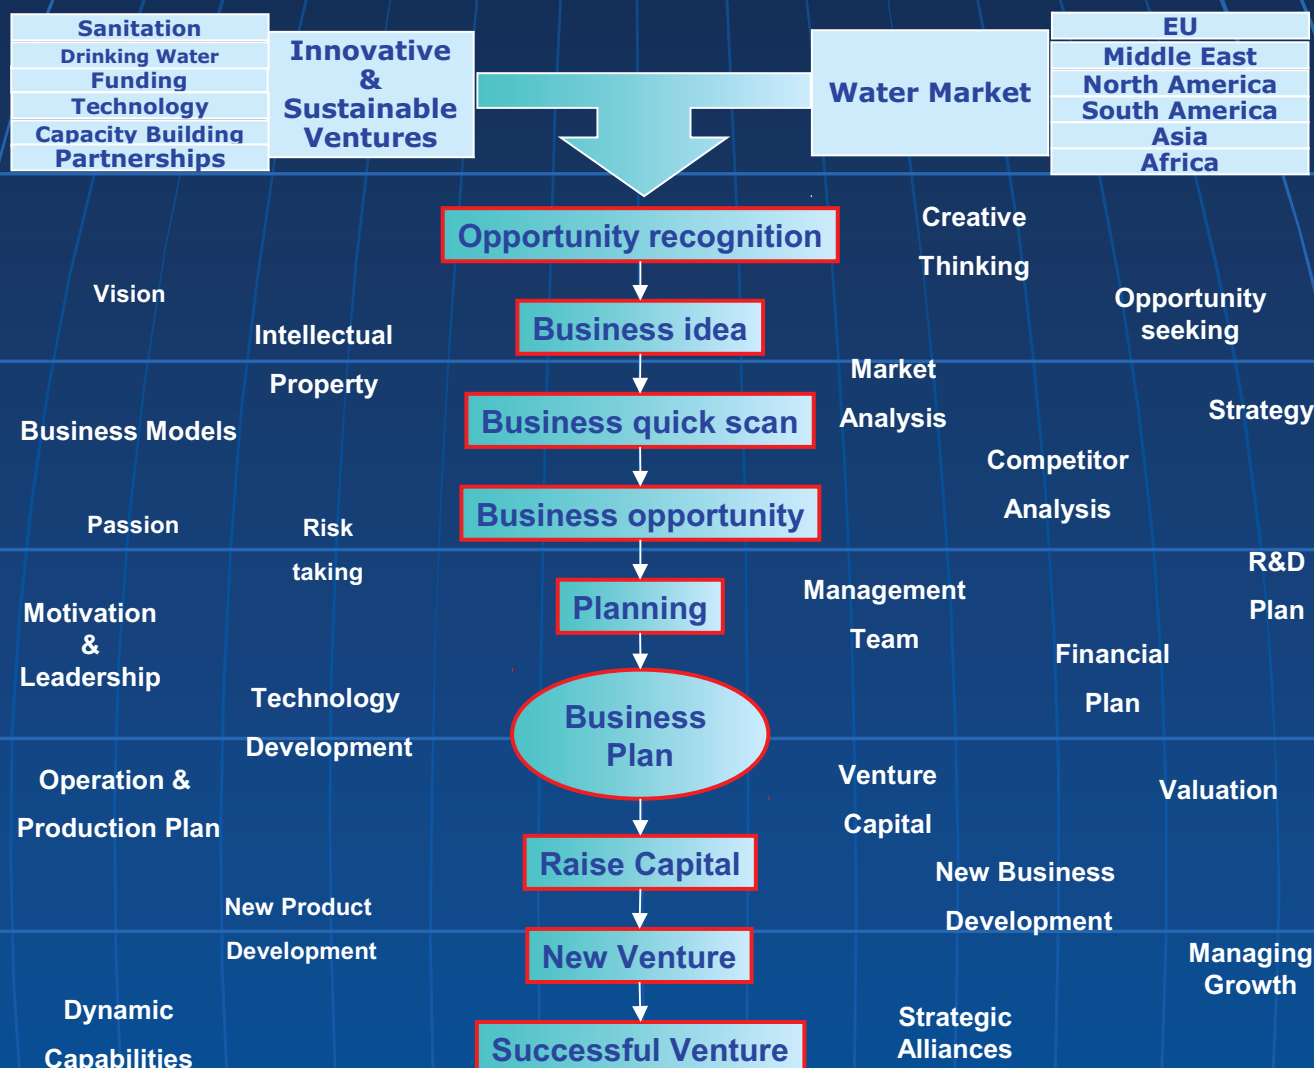 Sanitation
Drinking Water
Funding
Technology
Capacity Building
Partnerships
Innovative
&
Sustainable
Ventures
Water Market
EU
Middle East
North America
South America
Asia
Africa
Opportunity recognition
Creative
Thinking
Vision
Opportunity
seeking
Intellectual
Property
Business idea
Market
Analysis
Business Models
Business quick scan
Strategy
Competitor
Analysis
Passion
Risk
taking
Business opportunity
R&D
Plan
Motivation
&
Leadership
Planning
Management
Team
Financial
Plan
Technology
Development
Business
Plan
Operation &
Production Plan
Venture
Capital
Valuation
Raise Capital
New Business
Development
New Product
Development
New Venture
Managing
Growth
Dynamic
Capabilities
Successful Venture
Strategic
Alliances